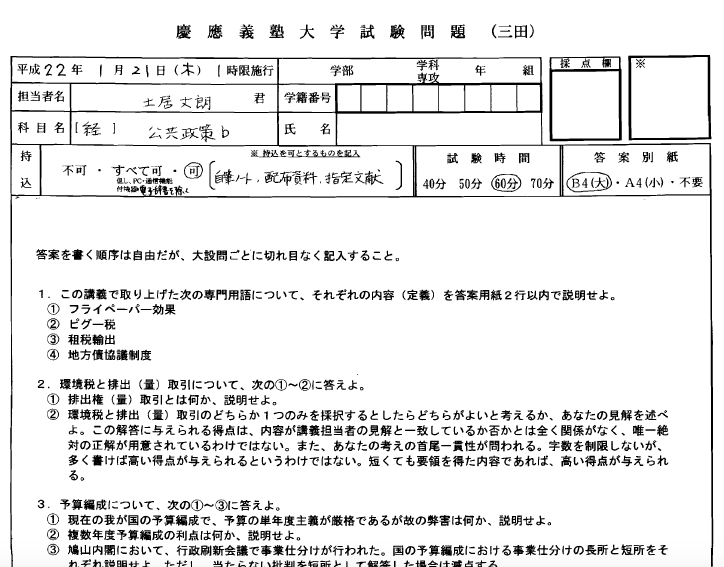 慶應義塾大学試験問題 (三田)
平成22年 1月21日(木) 1時限施行 学部 学科 専攻 年 組 採点欄 ※
担当者名 土居丈朗 君 学籍番号
科目名 [経] 公共政策b 氏名
持込 不可・すべて可・可 ※ 持込を可とするものを記入 試験時間 答案別紙
但し、PC・通信機能付機器・電子辞書を除く
自筆ノート、配布資料、指定文献
40分 50分 60分 70分 B4(大)・A4(小)・不要
答案を書く順序は自由だが、大設問ごとに切れ目なく記入すること。
1.この講義で取り上げた次の専門用語について、それぞれの内容(定義)を答案用紙2行以内で説明せよ。
① フライペーパー効果
② ピグー税
③ 租税輸出
④ 地方債協議制度
2.環境税と排出(量)取引について、次の①~②に答えよ。
① 排出権(量)取引とは何か、説明せよ。
② 環境税と排出(量)取引のどちらか1つのみを採択するとしたらどちらがよいと考えるか、あなたの見解を述べ
よ。この解答に与えられる得点は、内容が講義担当者の見解と一致しているか否かとは全く関係がなく、唯一絶
対の正解が用意されているわけではない。また、あなたの考えの首尾一貫性が問われる。字数を制限しないが、
多く書けば高い得点が与えられるというわけではない。短くても要領を得た内容であれば、高い得点が与えられ
る。
3.予算編成について、次の①~③に答えよ。
① 現在の我が国の予算編成で、予算の単年度主義が厳格であるが故の弊害は何か、説明せよ。
② 複数年度予算編成の利点は何か、説明せよ。
③ 鳩山内閣において、行政刷新会議で事業仕分けが行われた。国の予算編成における事業仕分けの長所と短所をそ
れぞれ説明せよ。ただし、当たらない批判を短所として解答した場合は減点する。